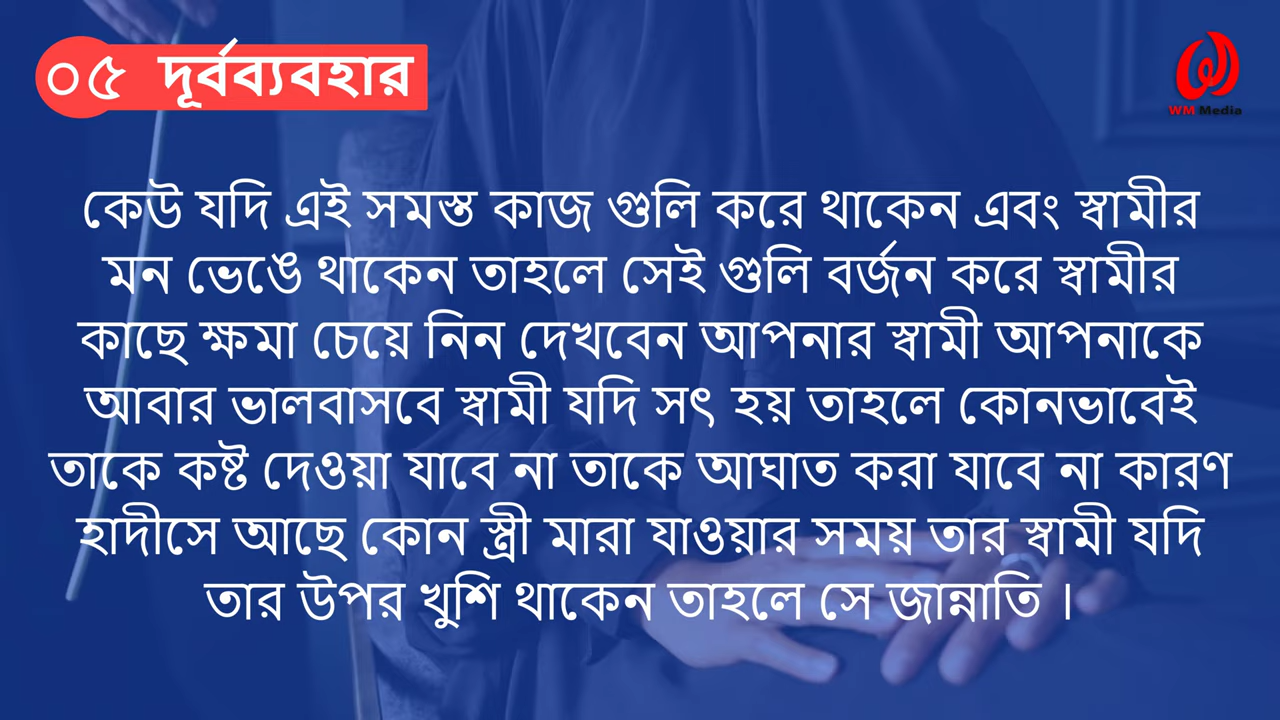 ০৫ দূর্বব্যবহার
WM Media
কেউ যদি এই সমস্ত কাজ গুলি করে থাকেন এবং স্বামীর
মন ভেঙে থাকেন তাহলে সেই গুলি বর্জন করে স্বামীর
কাছে ক্ষমা চেয়ে নিন দেখবেন আপনার স্বামী আপনাকে
আবার ভালবাসবে স্বামী যদি সৎ হয় তাহলে কোনভাবেই
তাকে কষ্ট দেওয়া যাবে না তাকে আঘাত করা যাবে না কারণ
হাদীসে আছে কোন স্ত্রী মারা যাওয়ার সময় তার স্বামী যদি
তার উপর খুশি থাকেন তাহলে সে জান্নাতি ।